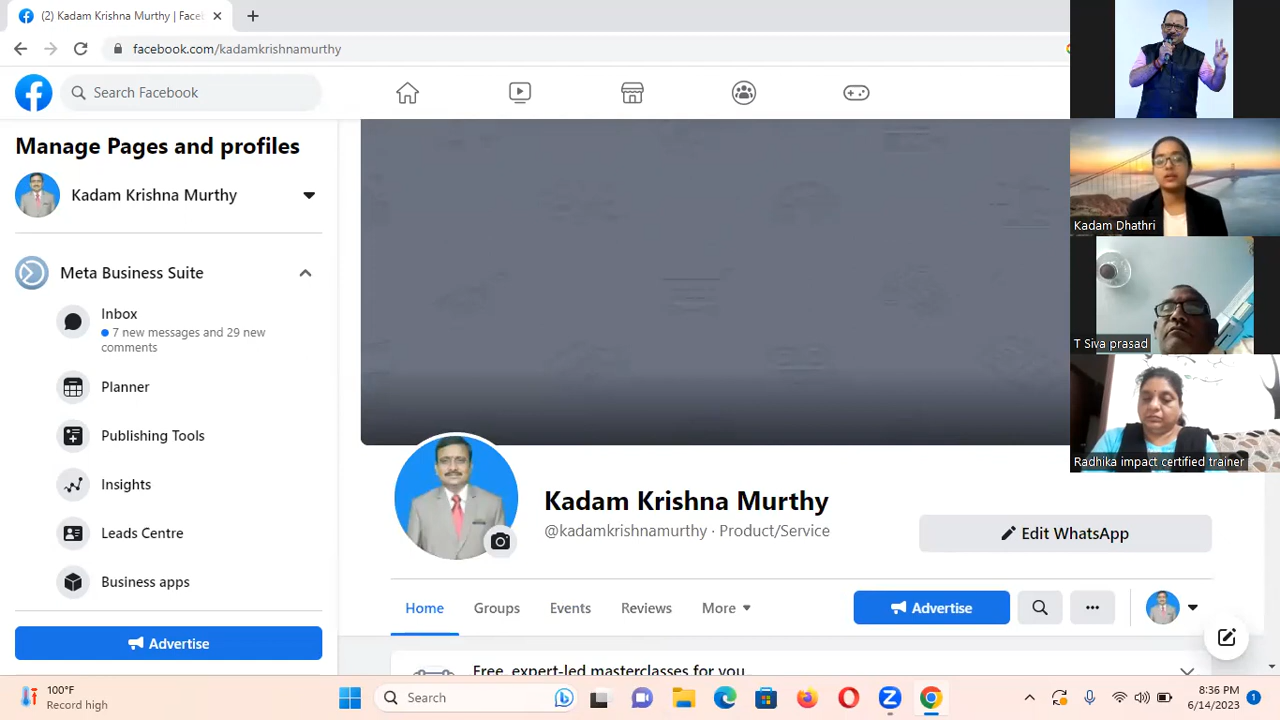 (2) Kadam Krishna Murthy | Face
facebook.com/kadamkrishnamurthy
Search Facebook
Manage Pages and profiles
Kadam Krishna Murthy
Meta Business Suite
Inbox
7 new messages and 29 new
comments
Planner
Publishing Tools
Insights
Leads Centre
Business apps
Advertise
Kadam Krishna Murthy
@kadamkrishnamurthy · Product/Service
Edit WhatsApp
Home
Groups
Events
Reviews
More
Advertise
Free, expert-led masterclasses for you
Kadam Dhathri
T Siva prasad
Radhika impact certified trainer
100°F
Record high
Search
8:36 PM
6/14/2023
1